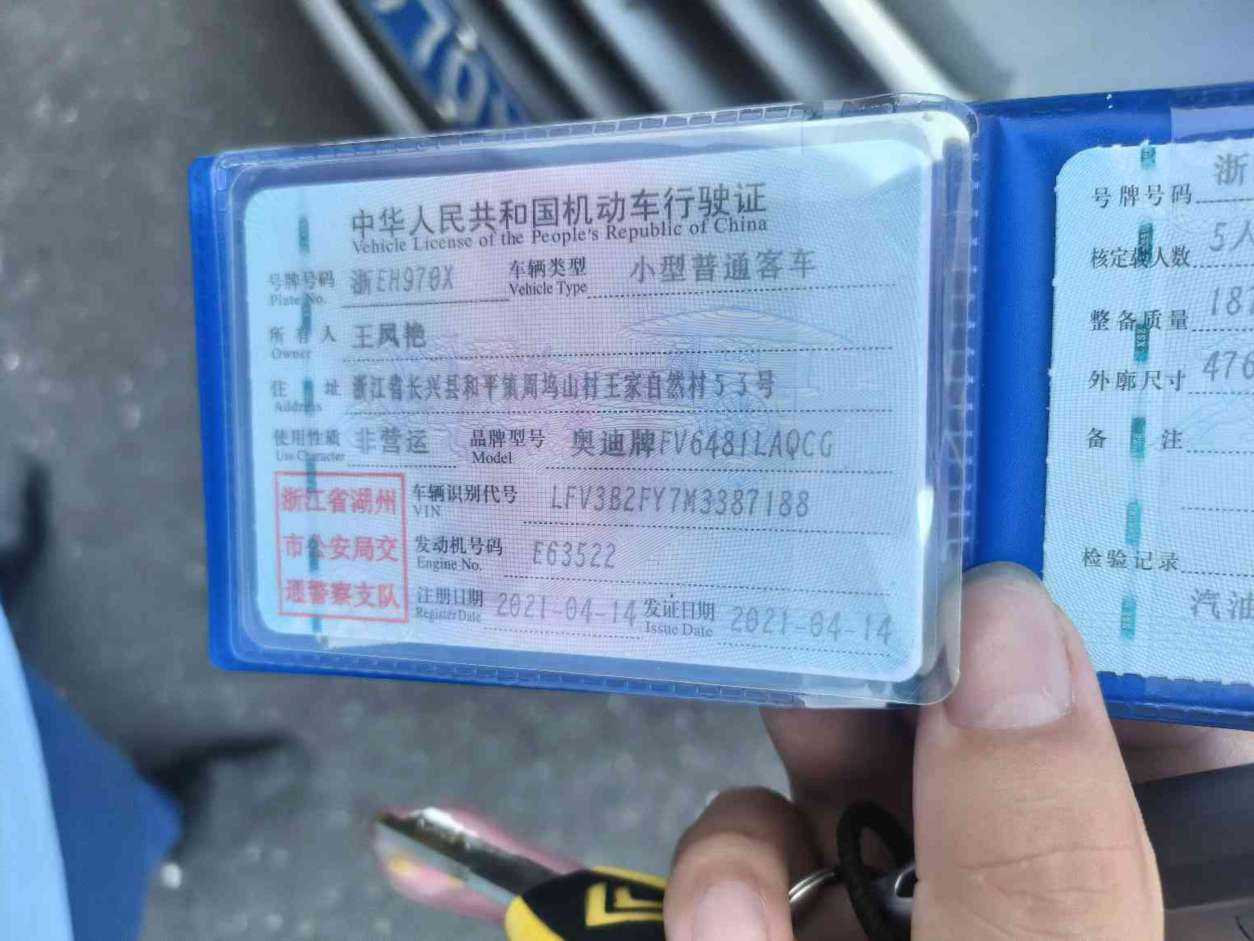 中华人民共和国机动车行驶证
Vehicle License of the People's Republic of China
号牌号码 浙EH970X 车辆类型 小型普通客车
Plate No. Vehicle Type
所有人 王凤艳
Owner
住址 浙江省长兴县和平镇周坞山村王家自然村53号
Address
使用性质 非营运 品牌型号 奥迪牌FV6481LAQCG
Use Character Model
浙江省湖州
市公安局交
通警察支队
车辆识别代号 LFV3B2FY7M3387188
VIN
发动机号码 E63522
Engine No.
注册日期 2021-04-14 发证日期 2021-04-14
Register Date Issue Date
号牌号码 浙
核定载人数 5人
整备质量 18
外廓尺寸 476
备注
检验记录
汽油